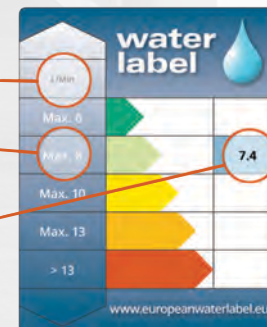 water
label
L/Min
Max. 6
Max. 8
7.4
Max. 10
Max. 13
> 13
www.europeanwaterlabel.eu